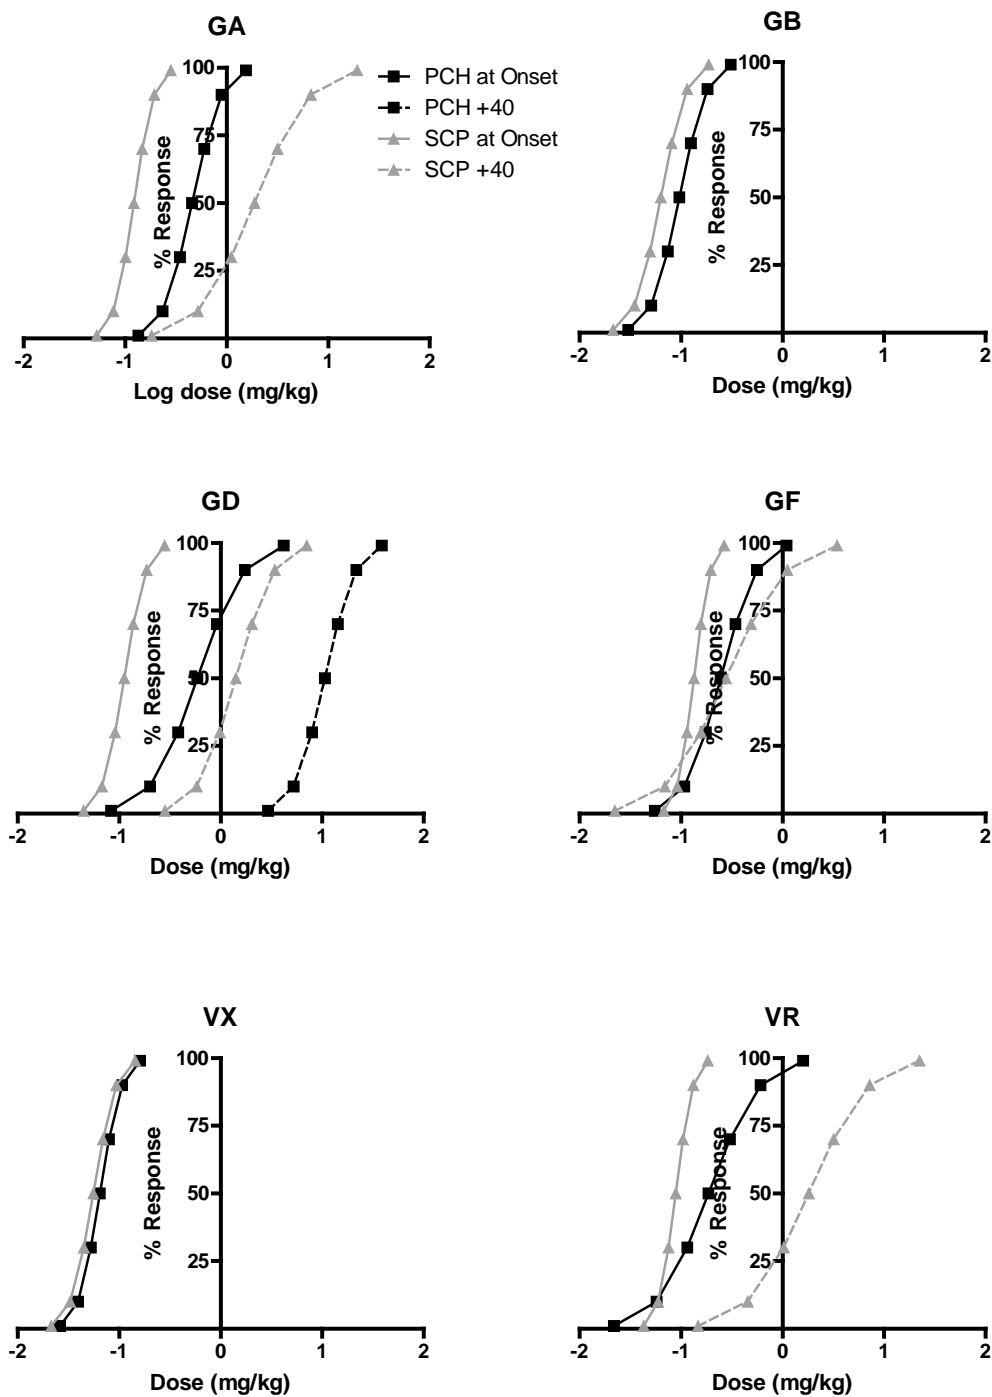 GA
100
75
50
25
% Response
-2 -1 0 1 2
Log dose (mg/kg)
PCH at Onset
PCH +40
SCP at Onset
SCP +40
GB
100
75
50
25
% Response
-2 -1 0 1 2
Dose (mg/kg)
GD
100
75
50
25
% Response
-2 -1 0 1 2
Dose (mg/kg)
GF
100
75
50
25
% Response
-2 -1 0 1 2
Dose (mg/kg)
VX
100
75
50
25
% Response
-2 -1 0 1 2
Dose (mg/kg)
VR
100
75
50
25
% Response
-2 -1 0 1 2
Dose (mg/kg)